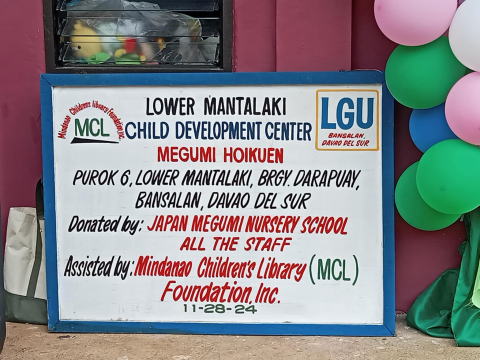 Mindanao Children's Library Foundation, Inc.
MCL
LOWER MANTALAKI
CHILD DEVELOPMENT CENTER
LGU
BANSALAN,
DAVAO DEL SUR
MEGUMI HOIKUEN
PUROK 6, LOWER MANTALAKI, BRGY. DARAPUAY,
BANSALAN, DAVAO DEL SUR
Donated by: JAPAN MEGUMI NURSERY SCHOOL
ALL THE STAFF
Assisted by: Mindanao Children's Library (MCL)
Foundation, Inc.
11-28-24